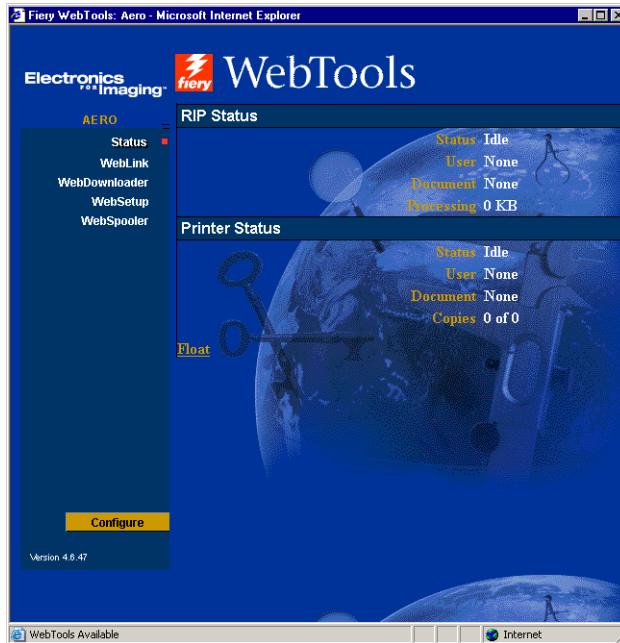 Fiery WebTools: Aero - Microsoft Internet Explorer
Electronics
FOR Imaging™
fiery
WebTools
AERO
Status
WebLink
WebDownloader
WebSetup
WebSpooler
Configure
Version 4.6.47
RIP Status
Status Idle
User None
Document None
Processing 0 KB
Printer Status
Status Idle
User None
Document None
Copies 0 of 0
Float
WebTools Available
Internet